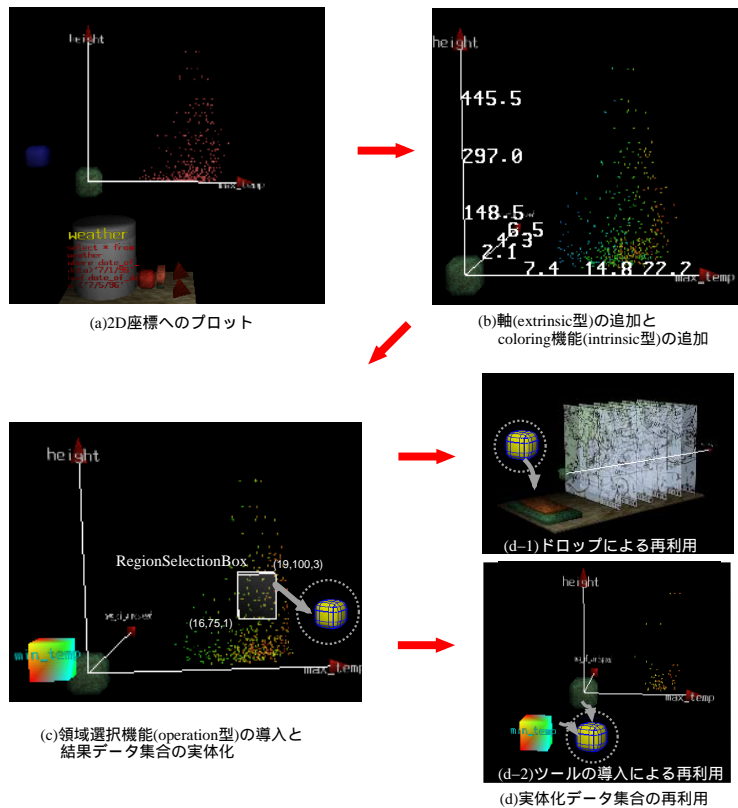 height
max_temp
weather
select * from
weather
where date_of
(a)2D座標へのプロット
height
445.5
297.0
148.5
6.5
4.3
2.1
7.4 14.8 22.2
max_temp
(b)軸(extrinsic型)の追加と
coloring機能(intrinsic型)の追加
height
RegionSelectionBox
(19,100,3)
(16,75,1)
min_temp
max_temp
(c)領域選択機能(operation型)の導入と
結果データ集合の実体化
(d−1)ドロップによる再利用
height
max_temp
min_temp
(d−2)ツールの導入による再利用
(d)実体化データ集合の再利用